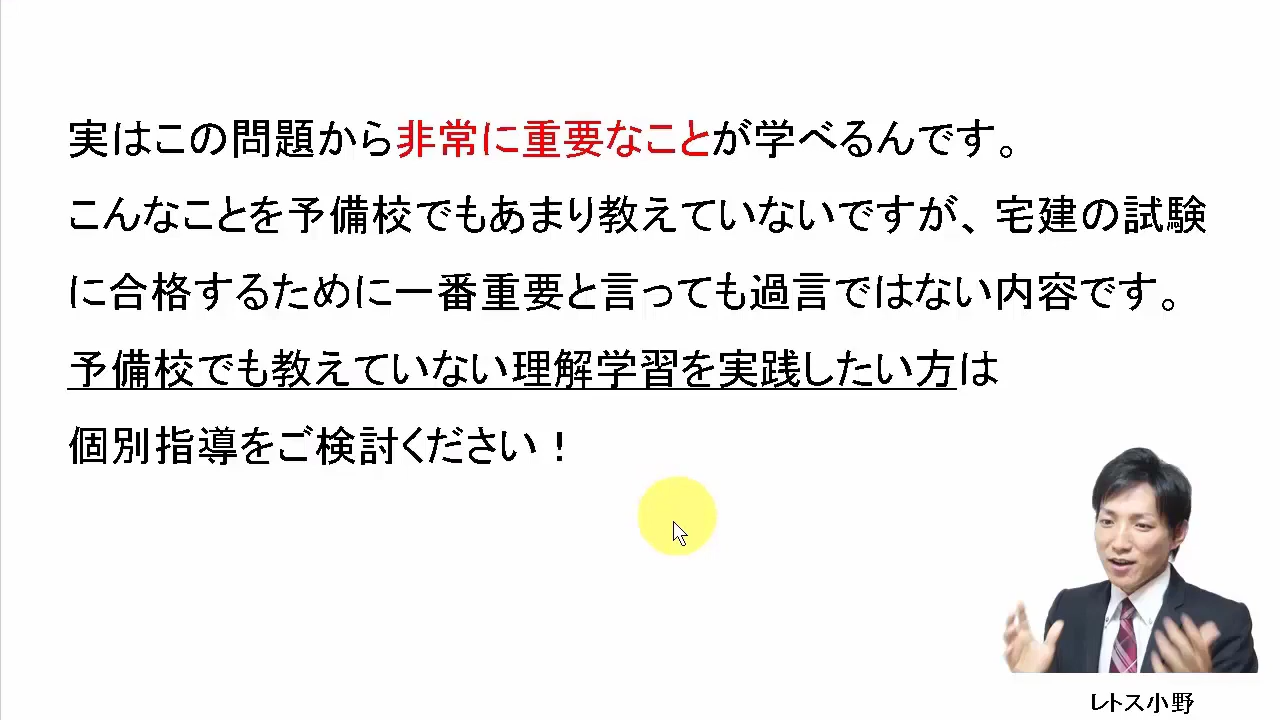 実はこの問題から非常に重要なことが学べるんです。
こんなことを予備校でもあまり教えていないですが、宅建の試験
に合格するために一番重要と言っても過言ではない内容です。
予備校でも教えていない理解学習を実践したい方は
個別指導をご検討ください！
レトス小野